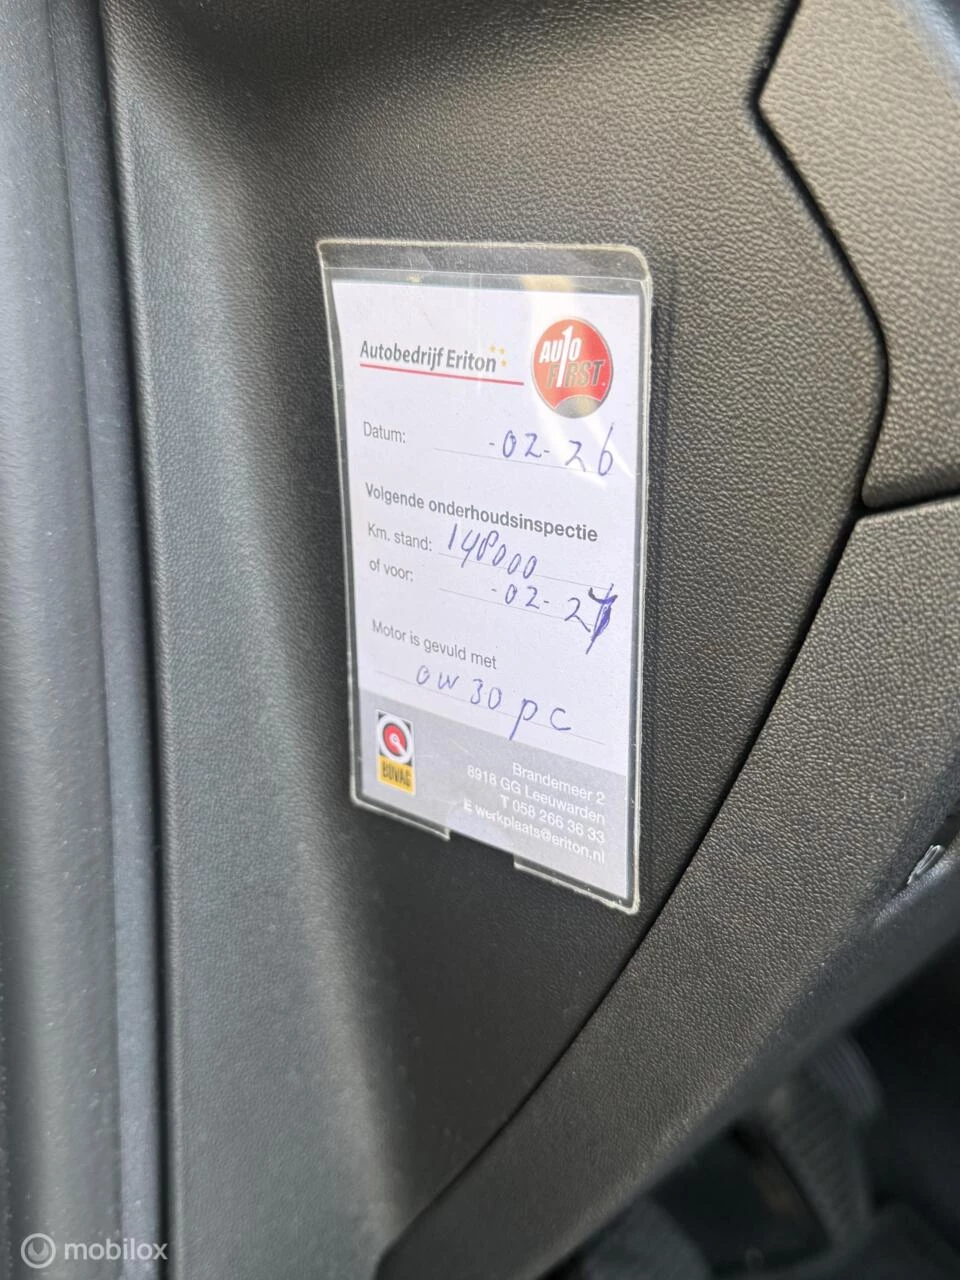 Autobedrijf Eriton
AUTO
FIRST
Datum: -02-26
Volgende onderhoudsinspectie
Km. stand: 148000
of voor: -02-27
Motor is gevuld met
0W30 PC
BOVAG
Brandemeer 2
8918 GG Leeuwarden
T 058 266 36 33
E werkplaats@eriton.nl
mobilox